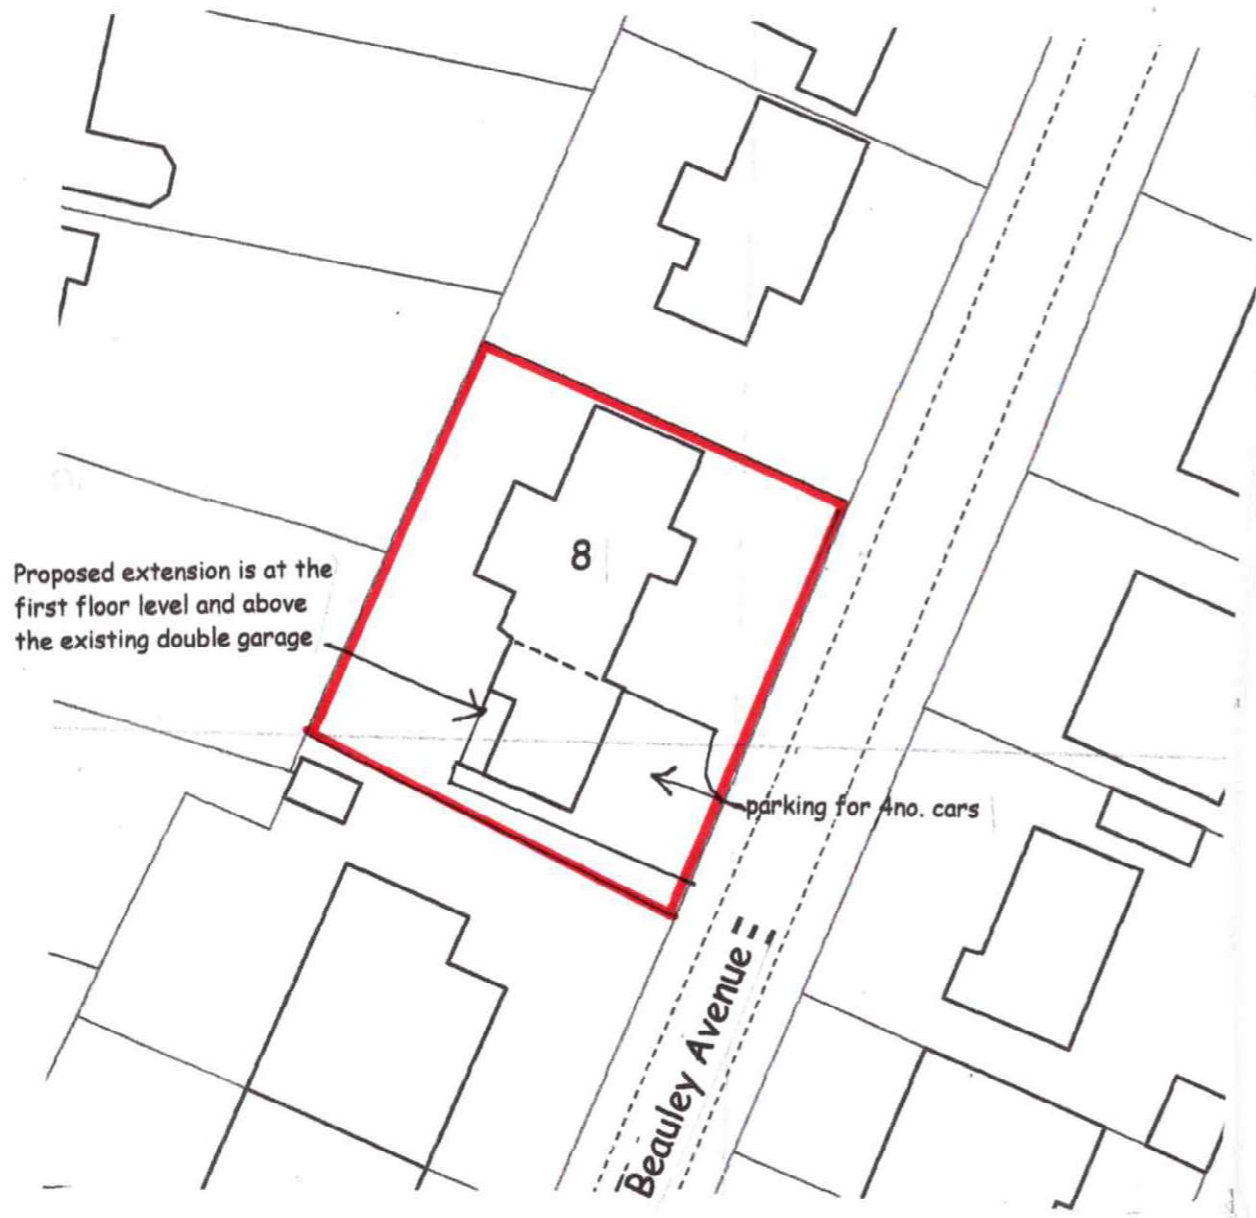 8
Proposed extension is at the
first floor level and above
the existing double garage
parking for 4no. cars
Beauley Avenue